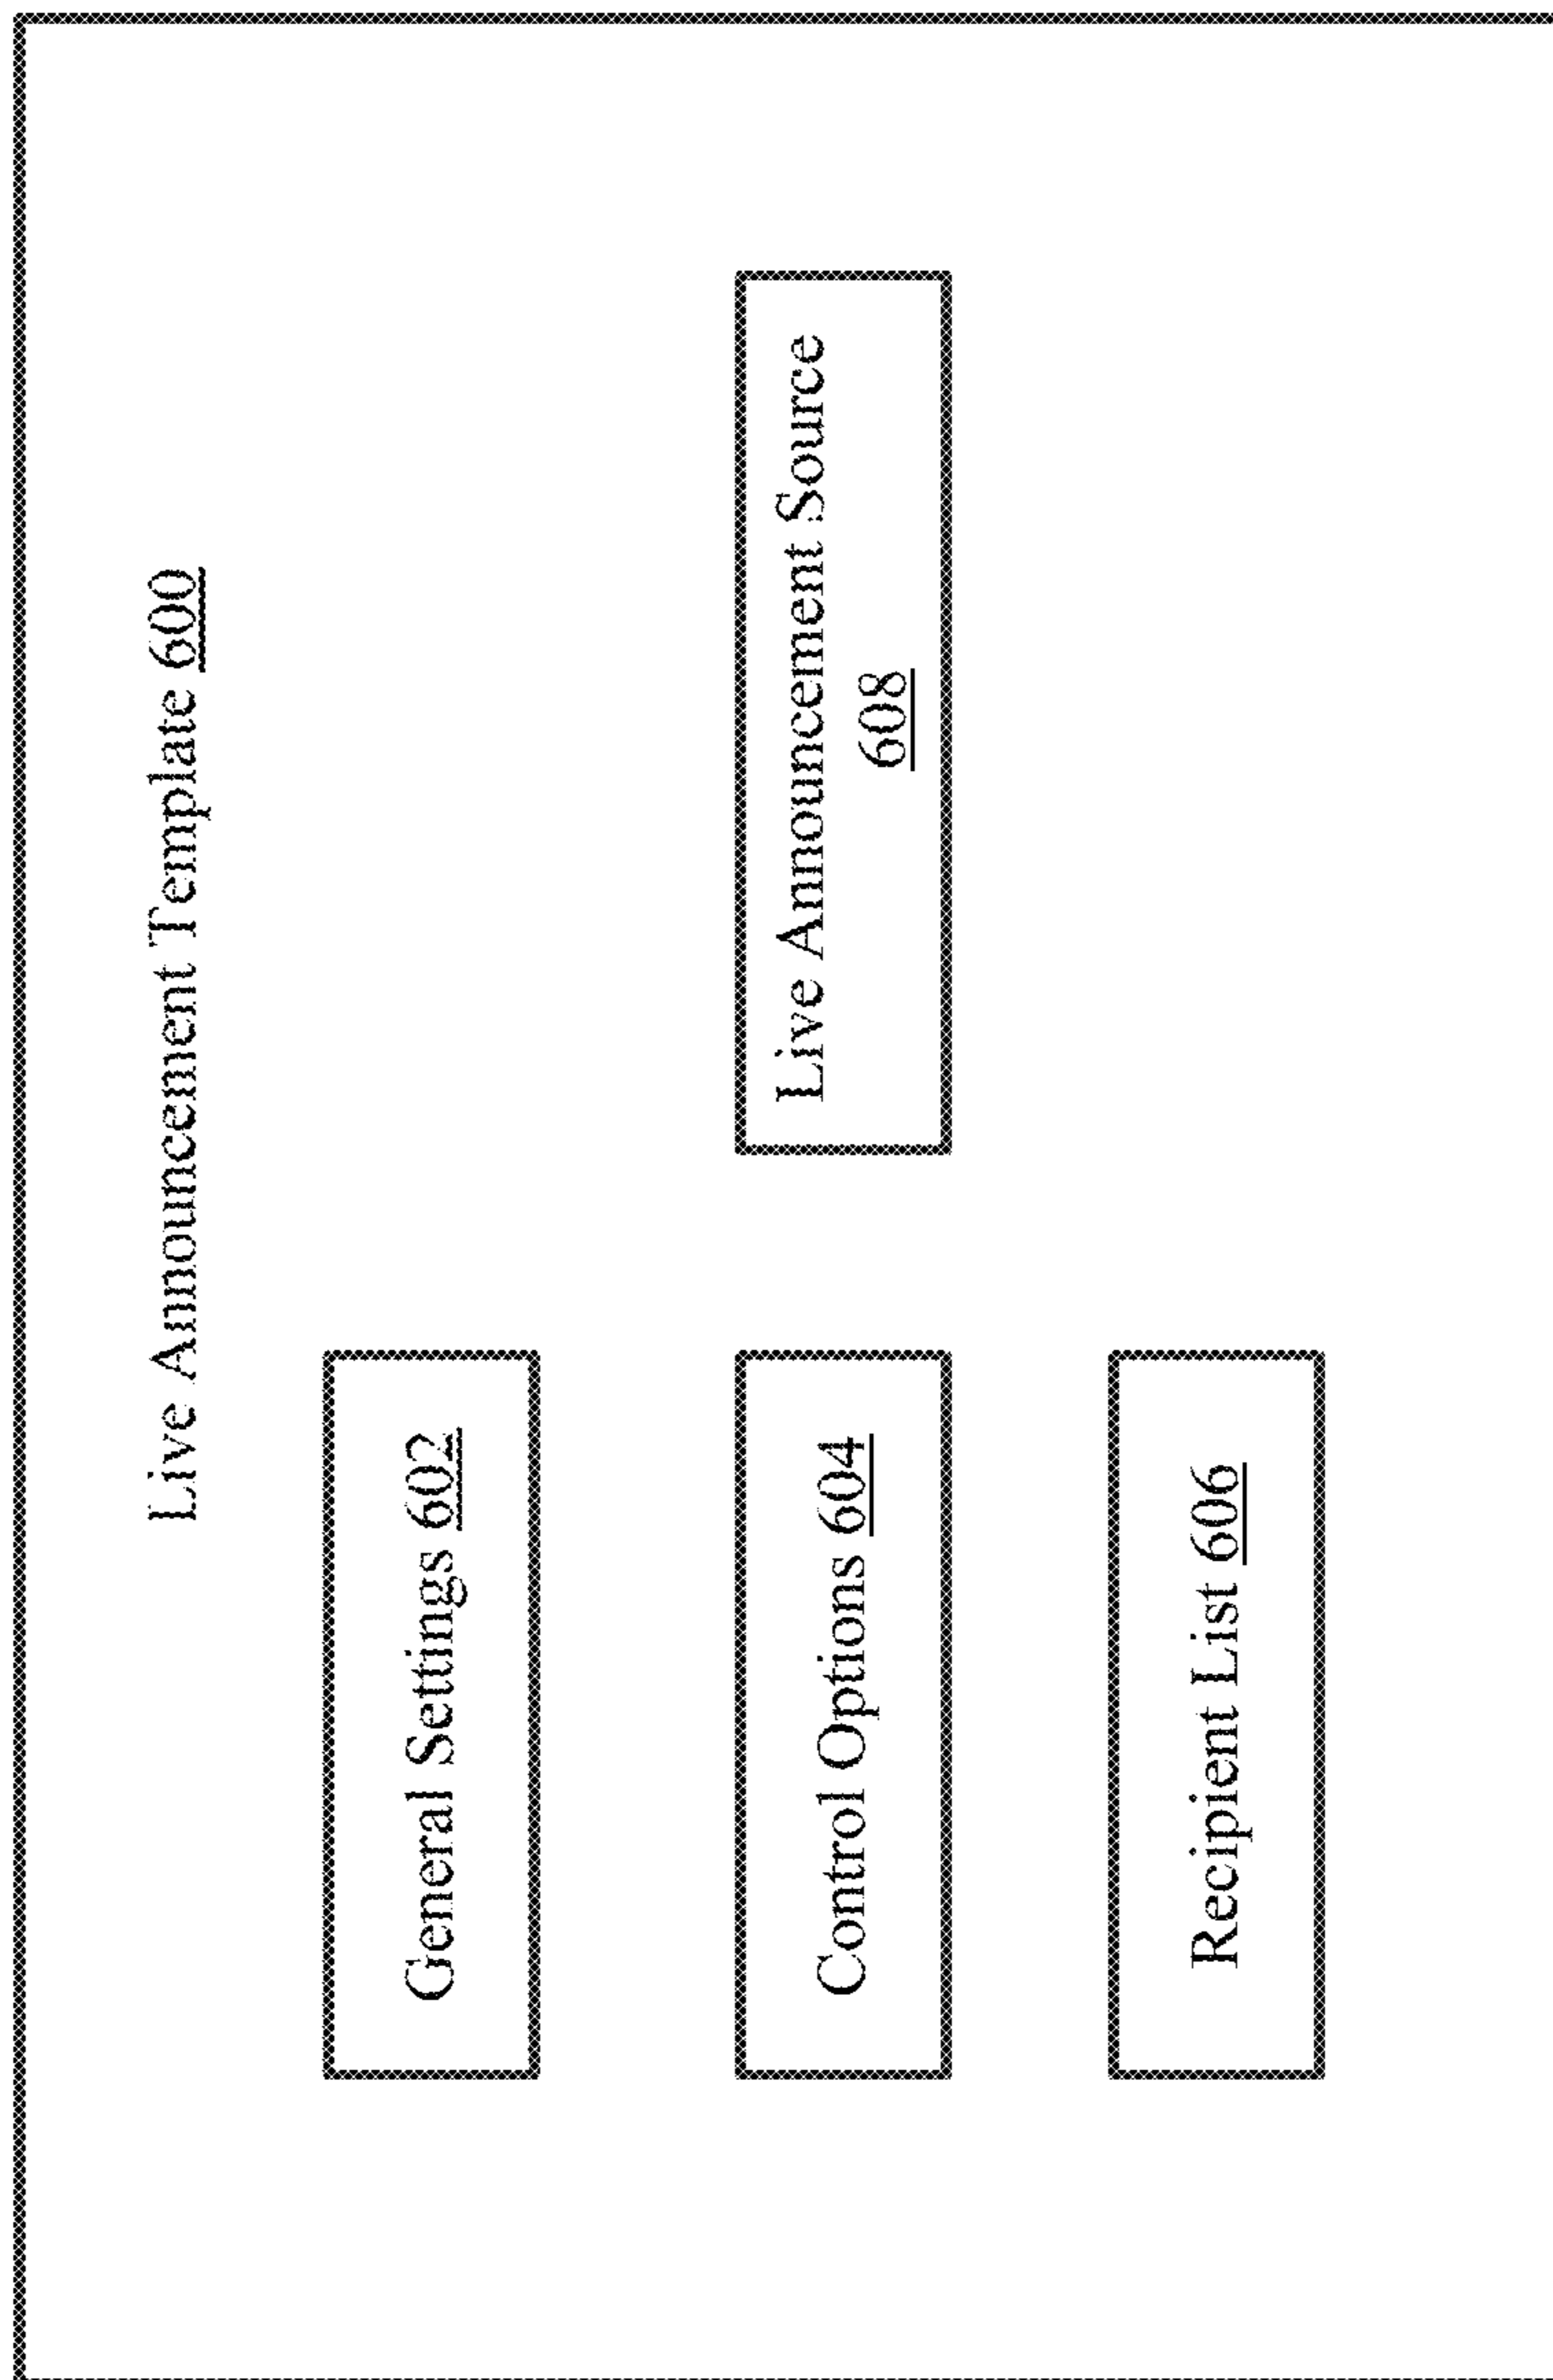 Live Announcement Template 600
General Settings 602
Control Options 604
Live Announcement Source
608
Recipient List 606